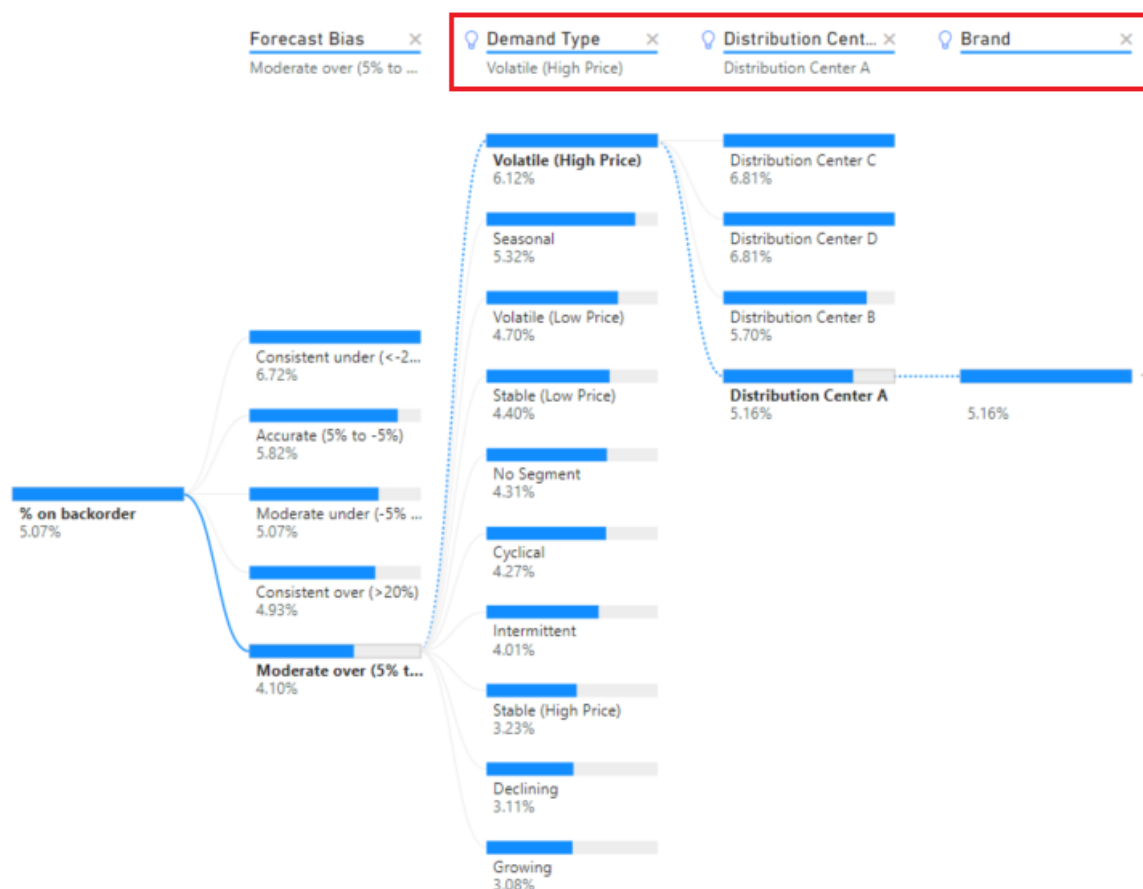 Forecast Bias
Moderate over (5% to ...
Demand Type
Volatile (High Price)
Distribution Cent...
Distribution Center A
Brand
% on backorder
5.07%
Consistent under (<-2...
6.72%
Accurate (5% to -5%)
5.82%
Moderate under (-5% ...
5.07%
Consistent over (>20%)
4.93%
Moderate over (5% t...
4.10%
Volatile (High Price)
6.12%
Seasonal
5.32%
Volatile (Low Price)
4.70%
Stable (Low Price)
4.40%
No Segment
4.31%
Cyclical
4.27%
Intermittent
4.01%
Stable (High Price)
3.23%
Declining
3.11%
Growing
3.08%
Distribution Center C
6.81%
Distribution Center D
6.81%
Distribution Center B
5.70%
Distribution Center A
5.16%
5.16%